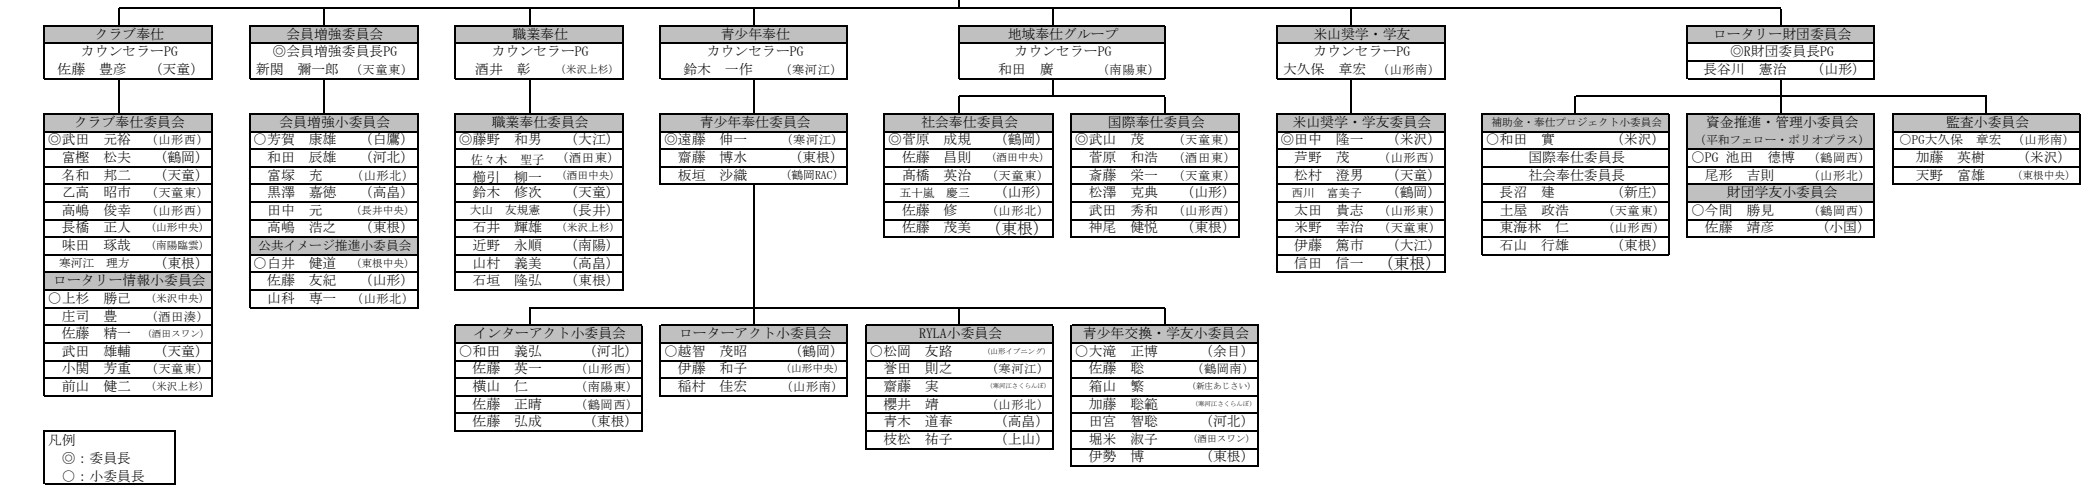 クラブ奉仕
カウンセラーPG
佐藤　豊彦　(天童)
クラブ奉仕委員会
◎武田　元裕　(山形西)
富樫　松夫　(鶴岡)
名和　邦二　(天童)
乙高　昭市　(天童東)
高嶋　俊幸　(山形西)
長橋　正人　(山形中央)
味田　琢哉　(南陽臨雲)
寒河江　理方　(東根)
ロータリー情報小委員会
○上杉　勝己　(米沢中央)
庄司　豊　(酒田湊)
佐藤　精一　(酒田スワン)
武田　雄輔　(天童)
小関　芳重　(天童東)
前山　健二　(米沢上杉)
会員増強委員会
◎会員増強委員長PG
新関　彌一郎　(天童東)
会員増強小委員会
○芳賀　康雄　(白鷹)
和田　辰雄　(河北)
富塚　充　(山形北)
黒澤　嘉徳　(高畠)
田中　元　(長井中央)
高嶋　浩之　(東根)
公共イメージ推進小委員会
○白井　健道　(東根中央)
佐藤　友紀　(山形)
山科　専一　(山形北)
職業奉仕
カウンセラーPG
酒井　彰　(米沢上杉)
職業奉仕委員会
◎藤野　和男　(大江)
佐々木　聖子　(酒田東)
櫛引　柳一　(酒田中央)
鈴木　修次　(天童)
大山　友規憲　(長井)
石井　輝雄　(米沢上杉)
近野　永順　(南陽)
山村　義美　(高畠)
石垣　隆弘　(東根)
青少年奉仕
カウンセラーPG
鈴木　一作　(寒河江)
青少年奉仕委員会
◎遠藤　伸一　(寒河江)
齋藤　博水　(東根)
板垣　沙織　(鶴岡RAC)
インターアクト小委員会
○和田　義弘　(河北)
佐藤　英一　(山形西)
横山　仁　(南陽東)
佐藤　正晴　(鶴岡西)
佐藤　弘成　(東根)
ローターアクト小委員会
○越智　茂昭　(鶴岡)
伊藤　和子　(山形中央)
稲村　佳宏　(山形南)
RYLA小委員会
○松岡　友路　(山形イブニング)
誉田　則之　(寒河江)
齋藤　実　(寒河江さくらんぼ)
櫻井　靖　(山形北)
青木　道春　(高畠)
枝松　祐子　(上山)
青少年交換・学友小委員会
○大滝　正博　(余目)
佐藤　聡　(鶴岡南)
箱山　繁　(新庄あじさい)
加藤　聡範　(寒河江さくらんぼ)
田宮　智聡　(河北)
堀米　淑子　(酒田スワン)
伊勢　博　(東根)
地域奉仕グループ
カウンセラーPG
和田　廣　(南陽東)
社会奉仕委員会
◎菅原　成規　(鶴岡)
佐藤　昌則　(酒田中央)
髙橋　英治　(天童東)
五十嵐　慶三　(山形)
佐藤　修　(山形北)
佐藤　茂美　(東根)
国際奉仕委員会
◎武山　茂　(天童東)
菅原　和浩　(酒田東)
斎藤　栄一　(天童東)
松澤　克典　(山形)
武田　秀和　(山形西)
神尾　健悦　(東根)
米山奨学・学友
カウンセラーPG
大久保　章宏　(山形南)
米山奨学・学友委員会
◎田中　隆一　(米沢)
芦野　茂　(山形西)
松村　澄男　(天童)
西川　富美子　(鶴岡)
太田　貴志　(山形東)
米野　幸治　(天童東)
伊藤　篤市　(大江)
信田　信一　(東根)
ロータリー財団委員会
◎R財団委員長PG
長谷川　憲治　(山形)
補助金・奉仕プロジェクト小委員会
○和田　實　(米沢)
国際奉仕委員長
社会奉仕委員長
長沼　建　(新庄)
土屋　政浩　(天童東)
東海林　仁　(山形西)
石山　行雄　(東根)
資金推進・管理小委員会
(平和フェロー・ポリオプラス)
○PG 池田　徳博　(鶴岡西)
尾形　吉則　(山形北)
財団学友小委員会
○今間　勝見　(鶴岡西)
佐藤　靖彦　(小国)
監査小委員会
○PG大久保　章宏　(山形南)
加藤　英樹　(米沢)
天野　富雄　(東根中央)
凡例
◎：委員長
○：小委員長